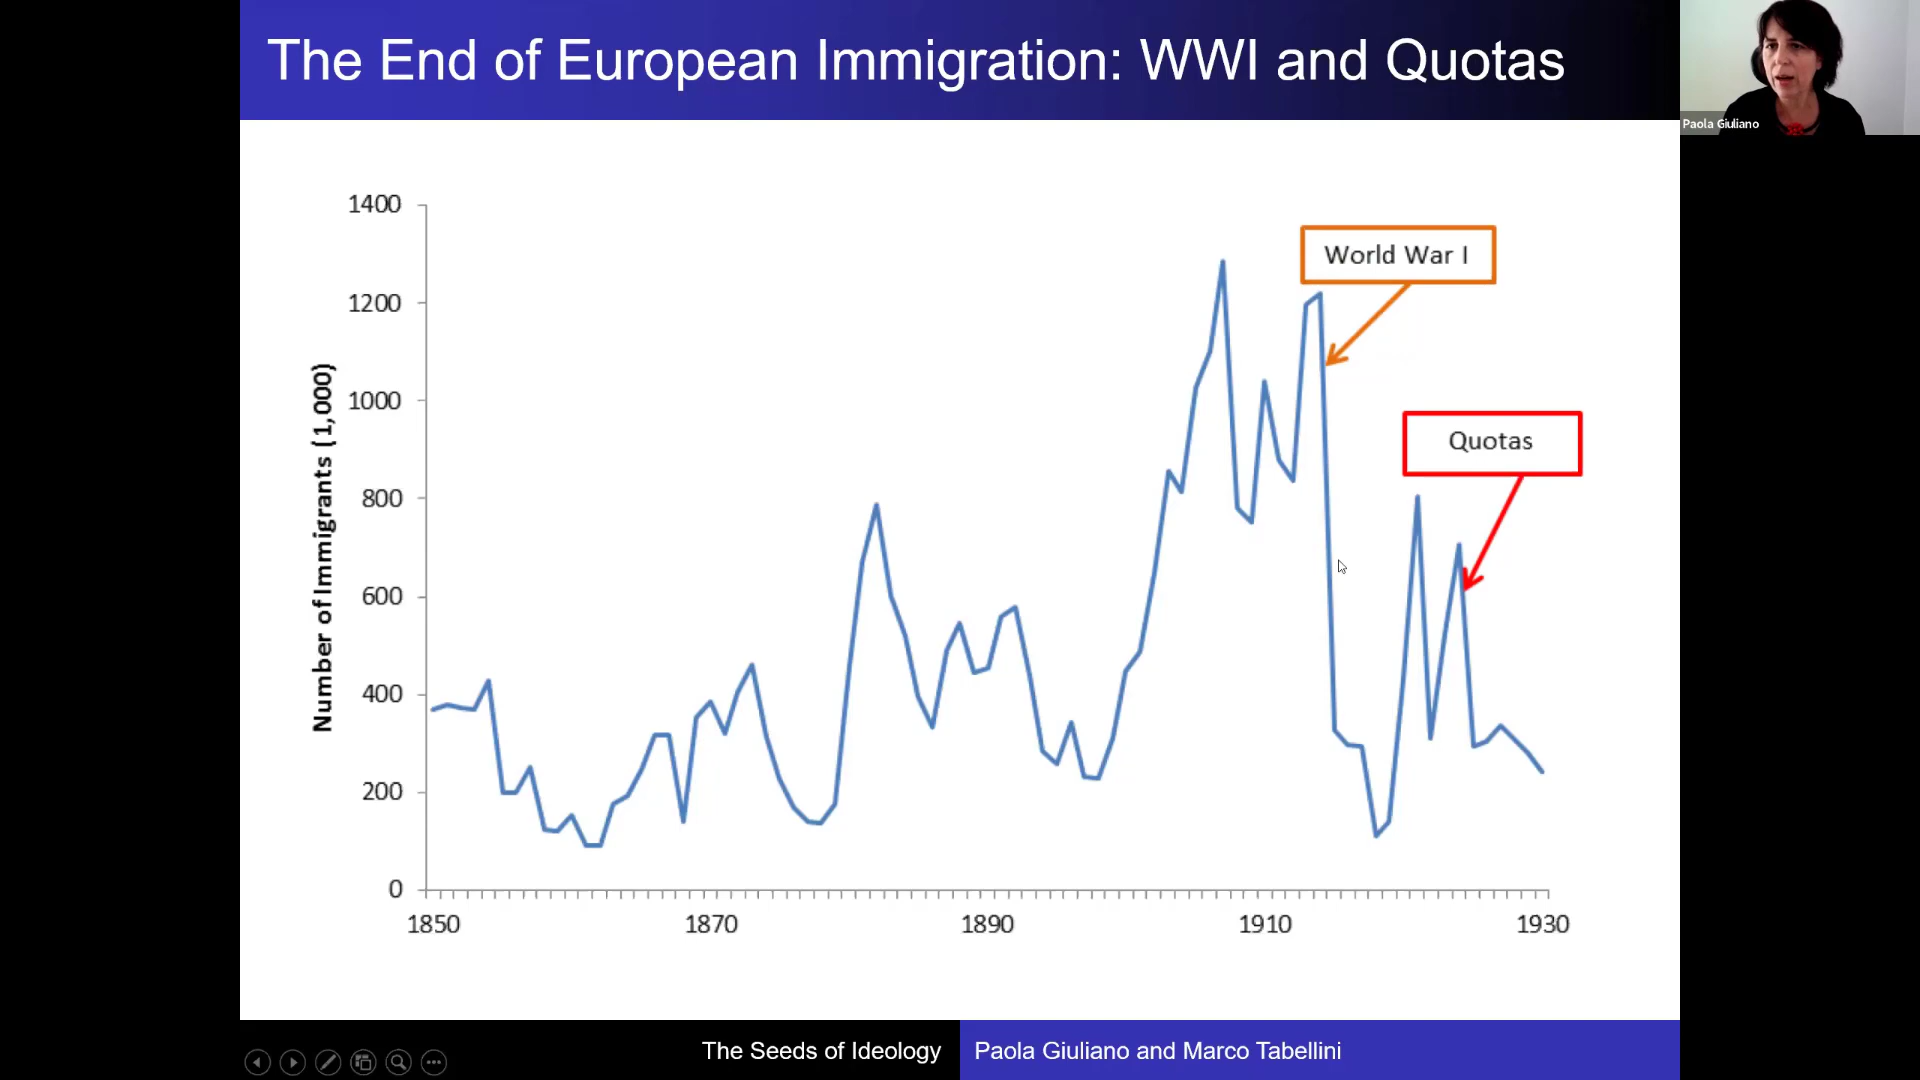 The End of European Immigration: WWI and Quotas
Paola Giuliano
1400
1200
1000
800
600
400
200
0
Number of Immigrants (1,000)
World War I
Quotas
1850
1870
1890
1910
1930
The Seeds of Ideology
Paola Giuliano and Marco Tabellini